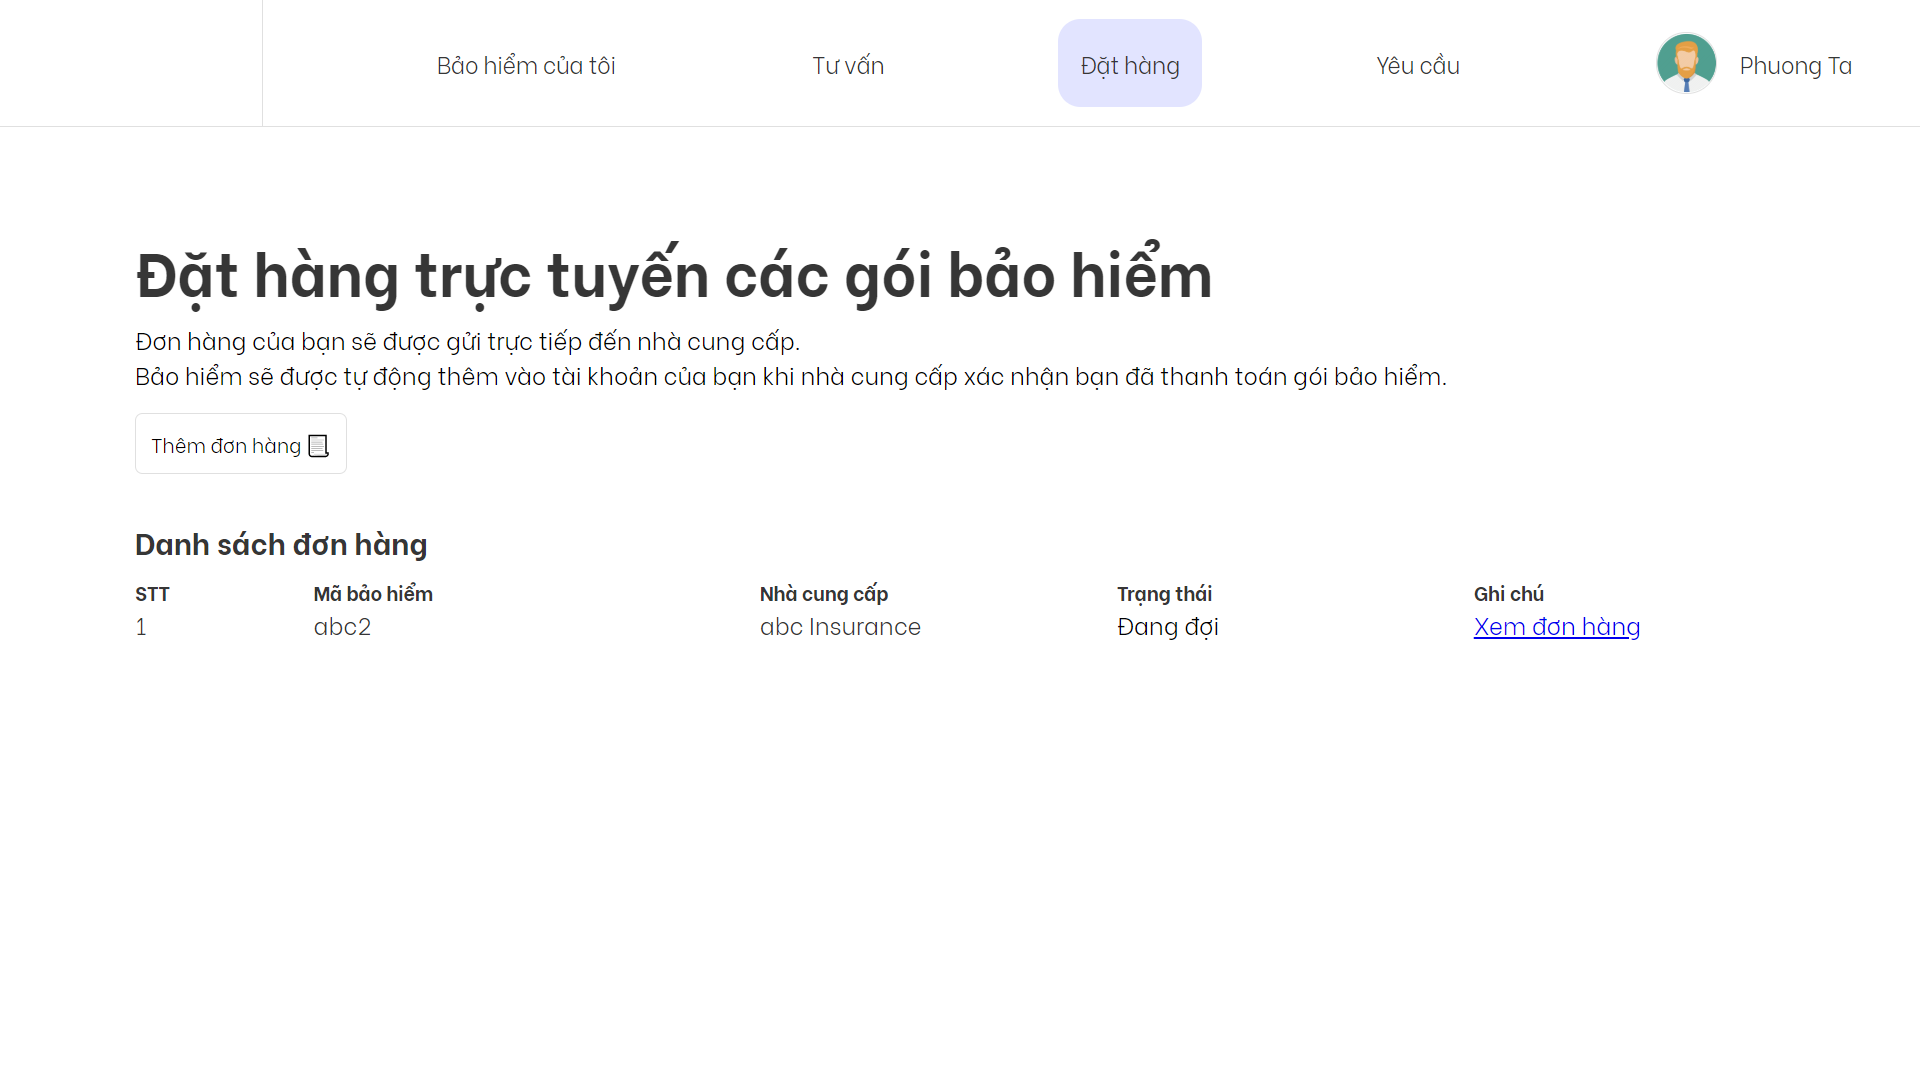 Bảo hiểm của tôi
Tư vấn
Đặt hàng
Yêu cầu
Phuong Ta
Đặt hàng trực tuyến các gói bảo hiểm
Đơn hàng của bạn sẽ được gửi trực tiếp đến nhà cung cấp.
Bảo hiểm sẽ được tự động thêm vào tài khoản của bạn khi nhà cung cấp xác nhận bạn đã thanh toán gói bảo hiểm.
Thêm đơn hàng
Danh sách đơn hàng
STT Mã bảo hiểm Nhà cung cấp Trạng thái Ghi chú
1 abc2 abc Insurance Đang đợi Xem đơn hàng